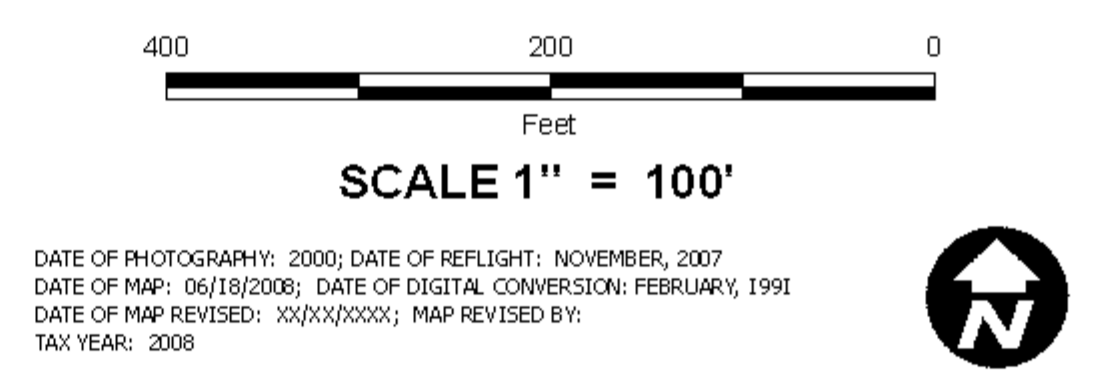 400 200 0
Feet
SCALE 1" = 100'
DATE OF PHOTOGRAPHY: 2000; DATE OF REFLIGHT: NOVEMBER, 2007
DATE OF MAP: 06/I8/2008; DATE OF DIGITAL CONVERSION: FEBRUARY, I99I
DATE OF MAP REVISED: XX/XX/XXXX; MAP REVISED BY:
TAX YEAR: 2008
N